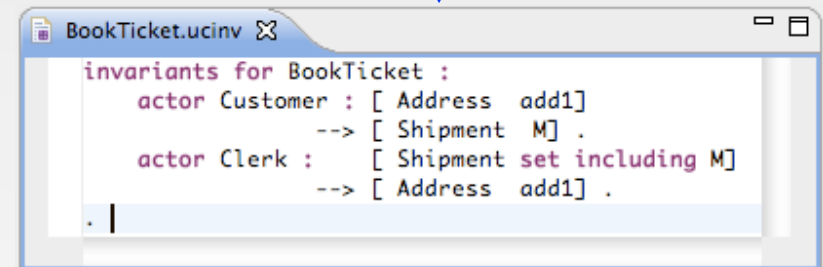 BookTicket.ucinv
invariants for BookTicket :
actor Customer : [ Address add1]
--> [ Shipment M] .
actor Clerk : [ Shipment set including M]
--> [ Address add1] .
.